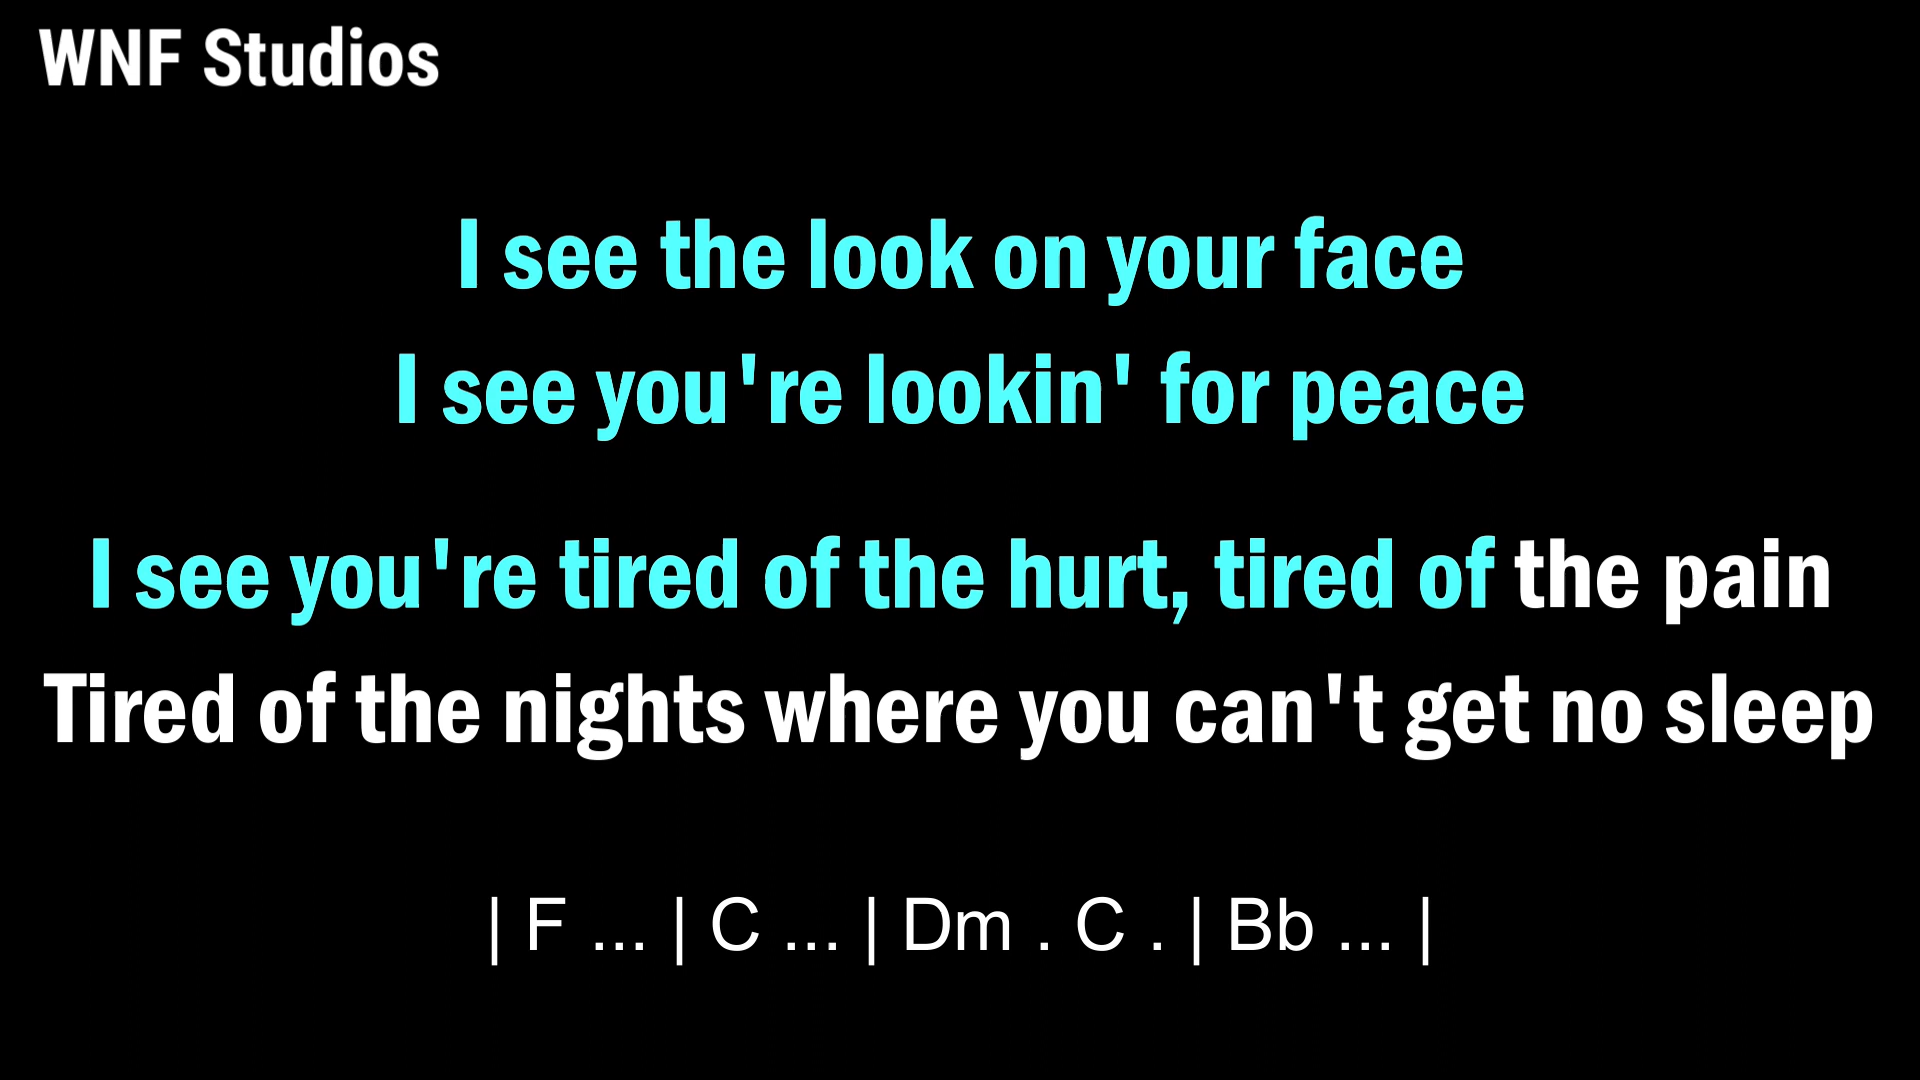 WNF Studios
I see the look on your face
I see you're lookin' for peace
I see you're tired of the hurt, tired of the pain
Tired of the nights where you can't get no sleep
| F ... | C ... | Dm . C . | Bb ... |